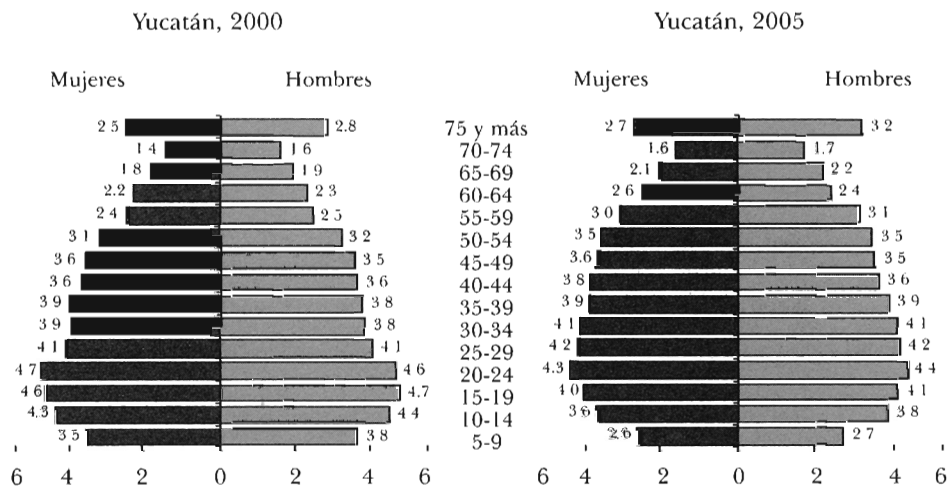 Yucatán, 2000 Yucatán, 2005
Mujeres Hombres Mujeres Hombres
2 5 2.8 75 y más 2 7 3 2
1 4 1 6 70-74 1.6 1.7
1 8 1 9 65-69 2.1 2 2
2.2 2 3 60-64 2 6 2 4
2 4 2 5 55-59 3 0 3 1
3 1 3 2 50-54 3 5 3 5
3 6 3 5 45-49 3.6 3 5
3 6 3 6 40-44 3 8 3 6
3 9 3 8 35-39 3 9 3 9
3 9 3 8 30-34 4 1 4 1
4 1 4 1 25-29 4 2 4 2
4 7 4 6 20-24 4.3 4 4
4 6 4.7 15-19 4 0 4 1
4.3 4 4 10-14 3 6 3 8
3 5 3 8 5-9 2.6 2 7
6 4 2 0 2 4 6 6 4 2 0 2 4 6